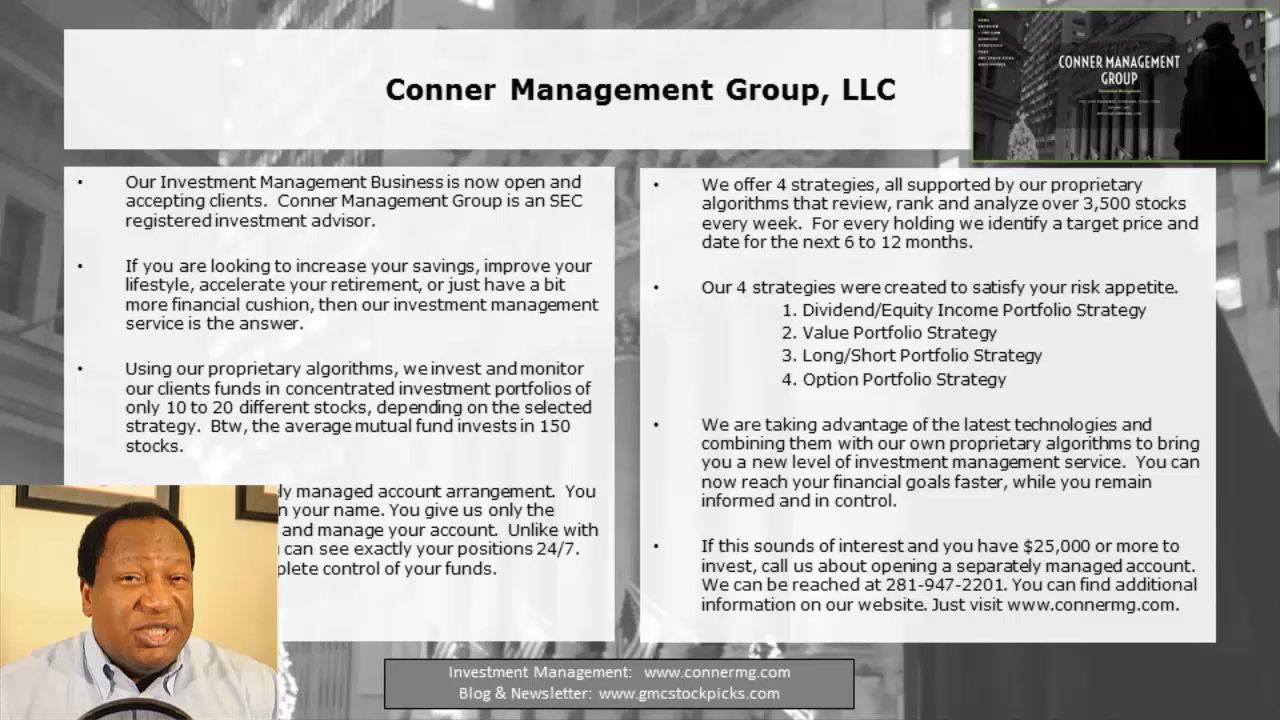 Conner Management Group, LLC
CONNER MANAGEMENT
GROUP
Our Investment Management Business is now open and
accepting clients. Conner Management Group is an SEC
registered investment advisor.
If you are looking to increase your savings, improve your
lifestyle, accelerate your retirement, or just have a bit
more financial cushion, then our investment management
service is the answer.
Using our proprietary algorithms, we invest and monitor
our clients funds in concentrated investment portfolios of
only 10 to 20 different stocks, depending on the selected
strategy. Btw, the average mutual fund invests in 150
stocks.
ly managed account arrangement. You
n your name. You give us only the
and manage your account. Unlike with
can see exactly your positions 24/7.
plete control of your funds.
We offer 4 strategies, all supported by our proprietary
algorithms that review, rank and analyze over 3,500 stocks
every week. For every holding we identify a target price and
date for the next 6 to 12 months.
Our 4 strategies were created to satisfy your risk appetite.
1. Dividend/Equity Income Portfolio Strategy
2. Value Portfolio Strategy
3. Long/Short Portfolio Strategy
4. Option Portfolio Strategy
We are taking advantage of the latest technologies and
combining them with our own proprietary algorithms to bring
you a new level of investment management service. You can
now reach your financial goals faster, while you remain
informed and in control.
If this sounds of interest and you have $25,000 or more to
invest, call us about opening a separately managed account.
We can be reached at 281-947-2201. You can find additional
information on our website. Just visit www.connermg.com.
Investment Management: www.connermg.com
Blog & Newsletter: www.gmcstockpicks.com